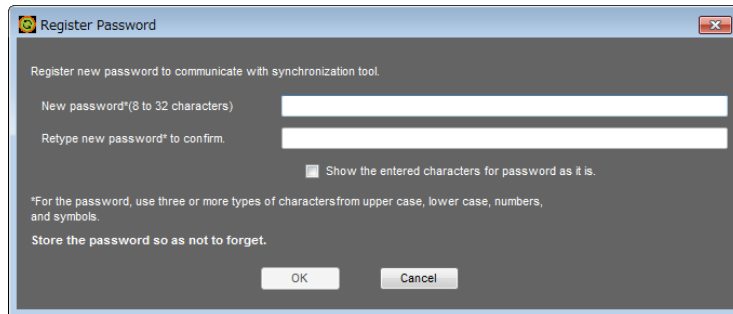 Register Password
Register new password to communicate with synchronization tool.
New password*(8 to 32 characters)
Retype new password* to confirm.
Show the entered characters for password as it is.
*For the password, use three or more types of charactersfrom upper case, lower case, numbers,
and symbols.
Store the password so as not to forget.
OK Cancel